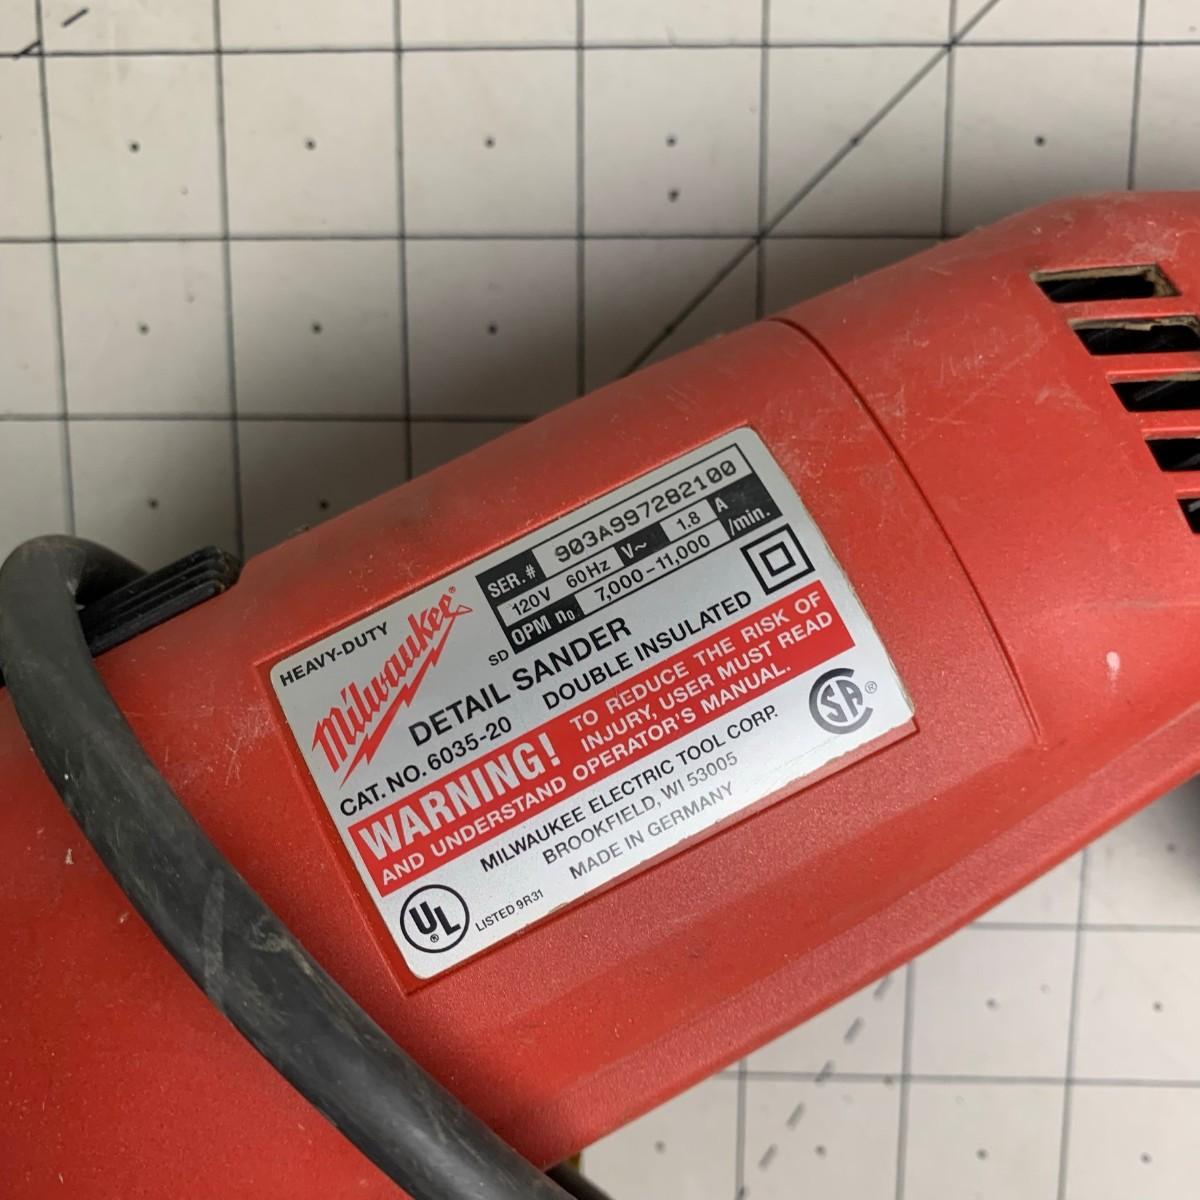 SER.# 903A997282100
120V 60Hz V~ 1.8 A
OPM n0 7,000-11,000 /min.
HEAVY-DUTY
Milwaukee®
SD
DETAIL SANDER
CAT. NO. 6035-20 DOUBLE INSULATED
WARNING! TO REDUCE THE RISK OF
INJURY, USER MUST READ
AND UNDERSTAND OPERATOR'S MANUAL.
MILWAUKEE ELECTRIC TOOL CORP.
BROOKFIELD, WI 53005
MADE IN GERMANY
UL ®
LISTED 9R31
CSA ®